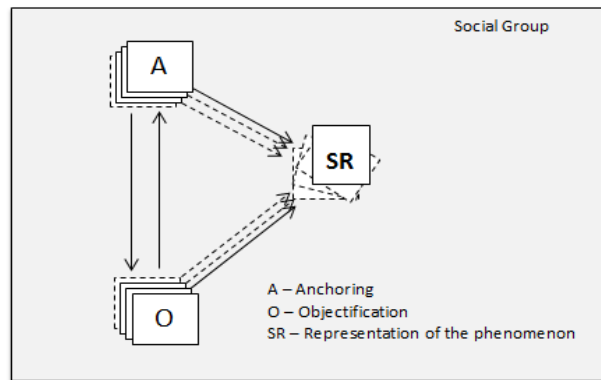 Social Group
A
SR
O
A – Anchoring
O – Objectification
SR – Representation of the phenomenon